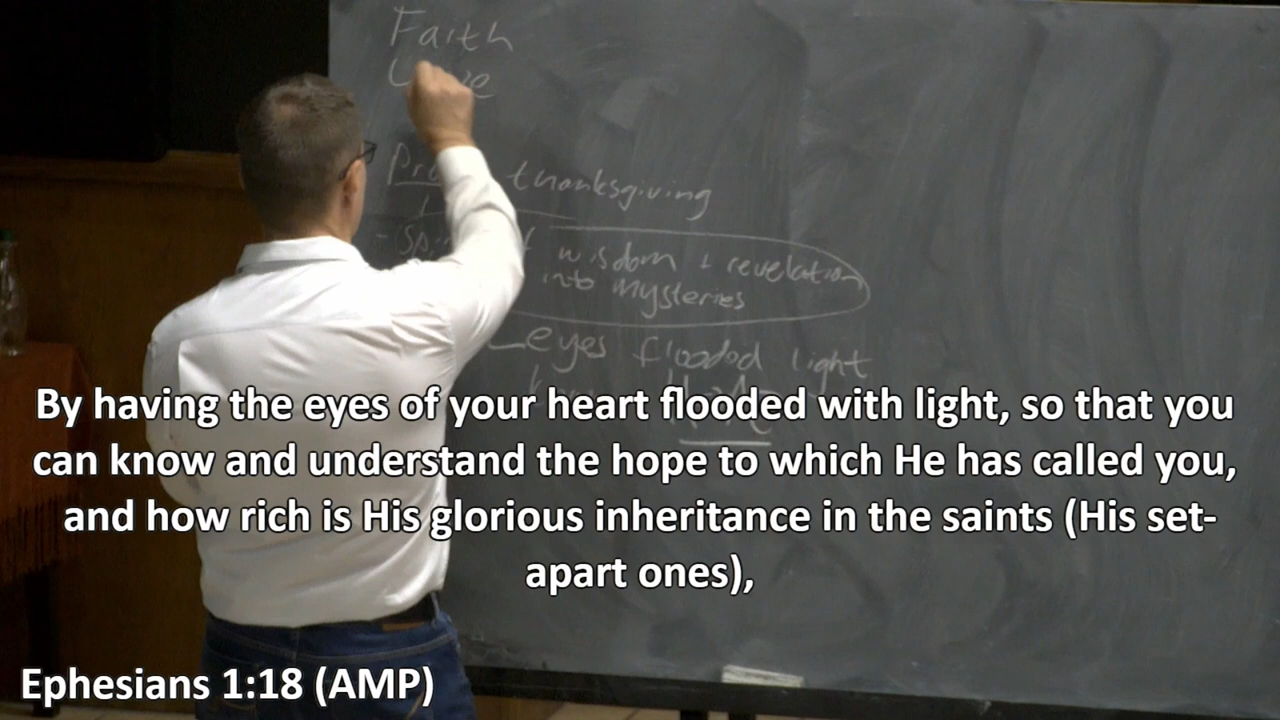 Faith
thanksgiving
wisdom + revelation
into mysteries
eyes flooded light
By having the eyes of your heart flooded with light, so that you
can know and understand the hope to which He has called you,
and how rich is His glorious inheritance in the saints (His set-
apart ones),
Ephesians 1:18 (AMP)